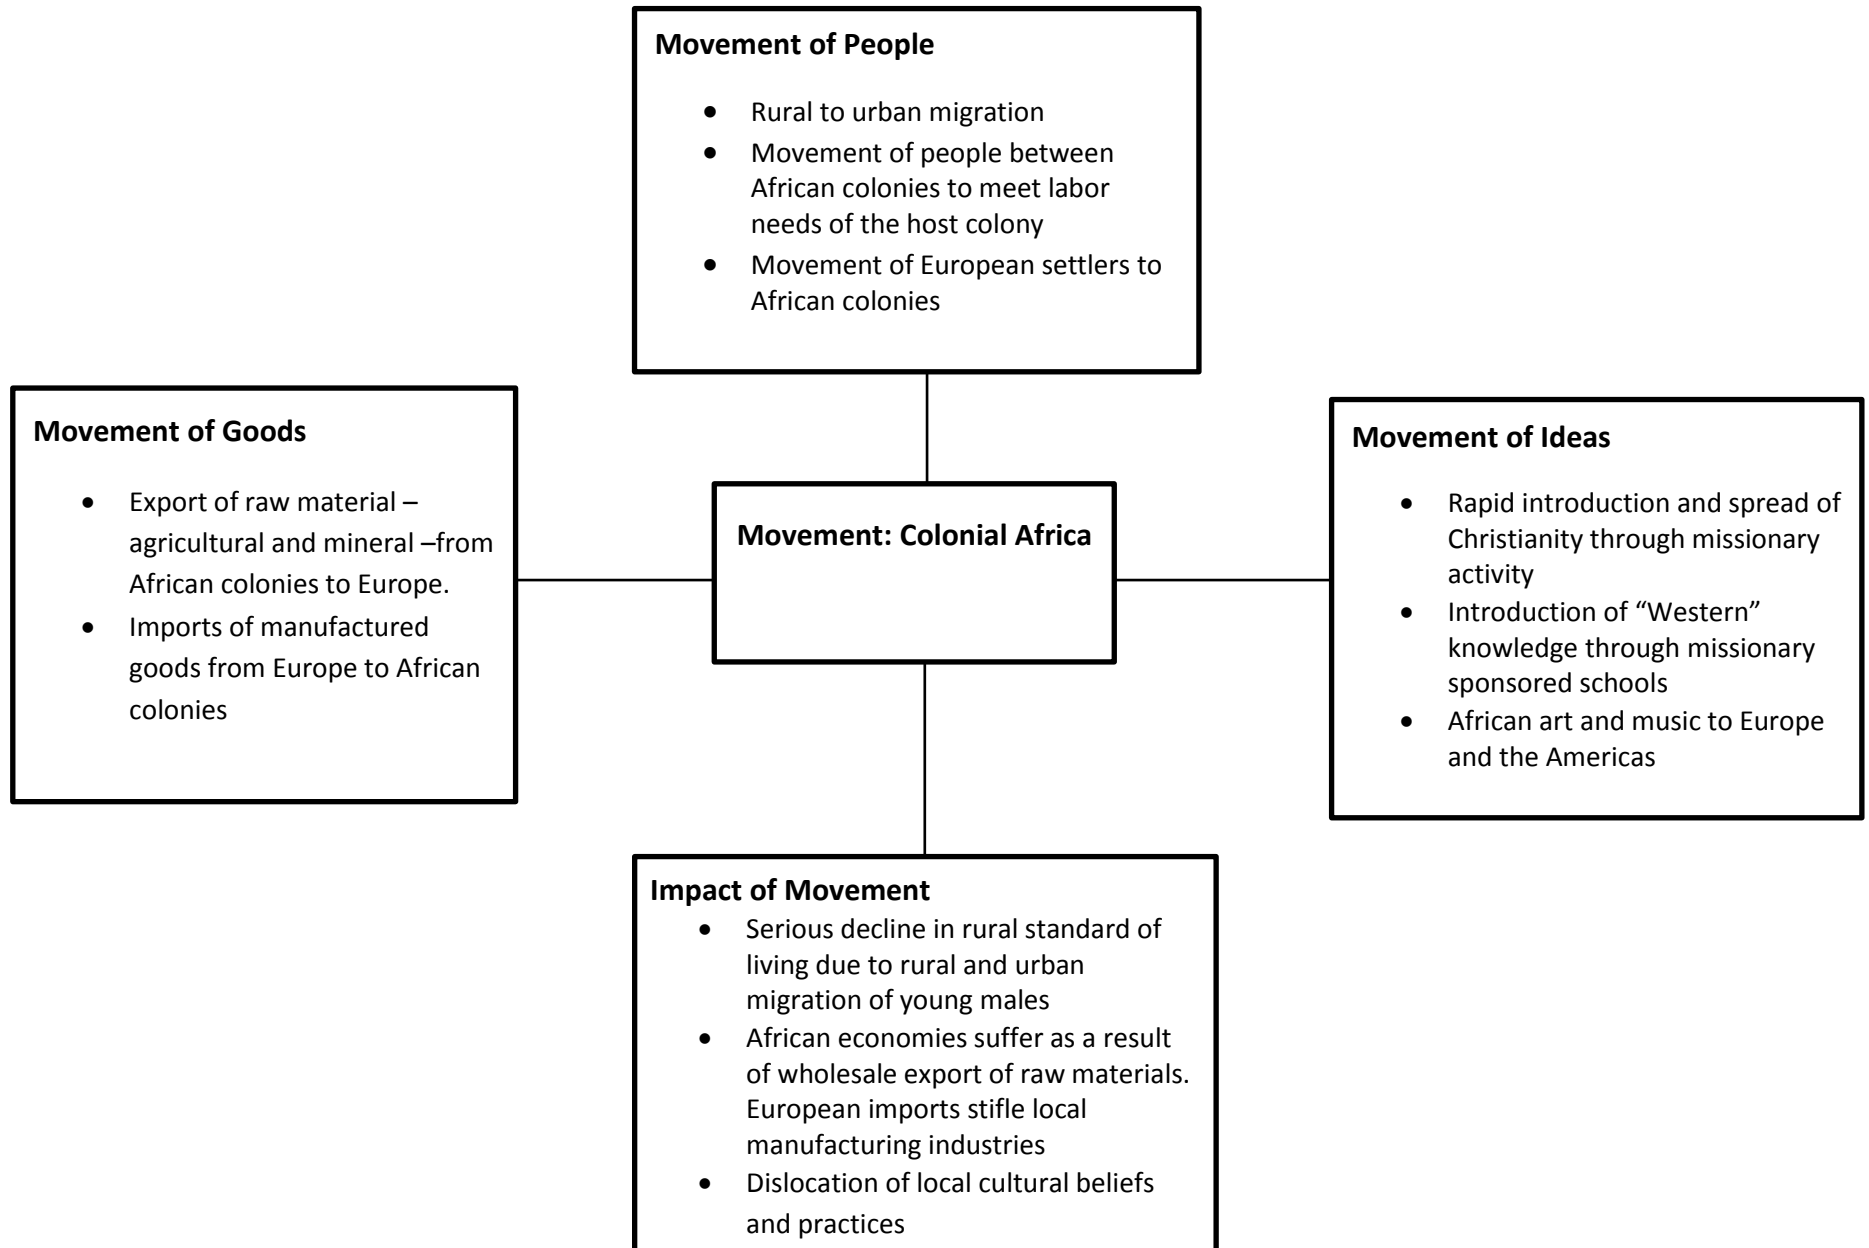 Movement of People
• Rural to urban migration
• Movement of people between
African colonies to meet labor
needs of the host colony
• Movement of European settlers to
African colonies
Movement of Goods
• Export of raw material –
agricultural and mineral –from
African colonies to Europe.
• Imports of manufactured
goods from Europe to African
colonies
Movement: Colonial Africa
Movement of Ideas
• Rapid introduction and spread of
Christianity through missionary
activity
• Introduction of “Western”
knowledge through missionary
sponsored schools
• African art and music to Europe
and the Americas
Impact of Movement
• Serious decline in rural standard of
living due to rural and urban
migration of young males
• African economies suffer as a result
of wholesale export of raw materials.
European imports stifle local
manufacturing industries
• Dislocation of local cultural beliefs
and practices